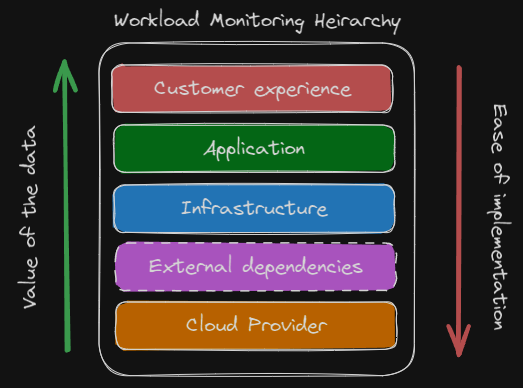 Workload Monitoring Heirarchy
Customer experience
Application
Infrastructure
External dependencies
Cloud Provider
Value of the data
Ease of implementation